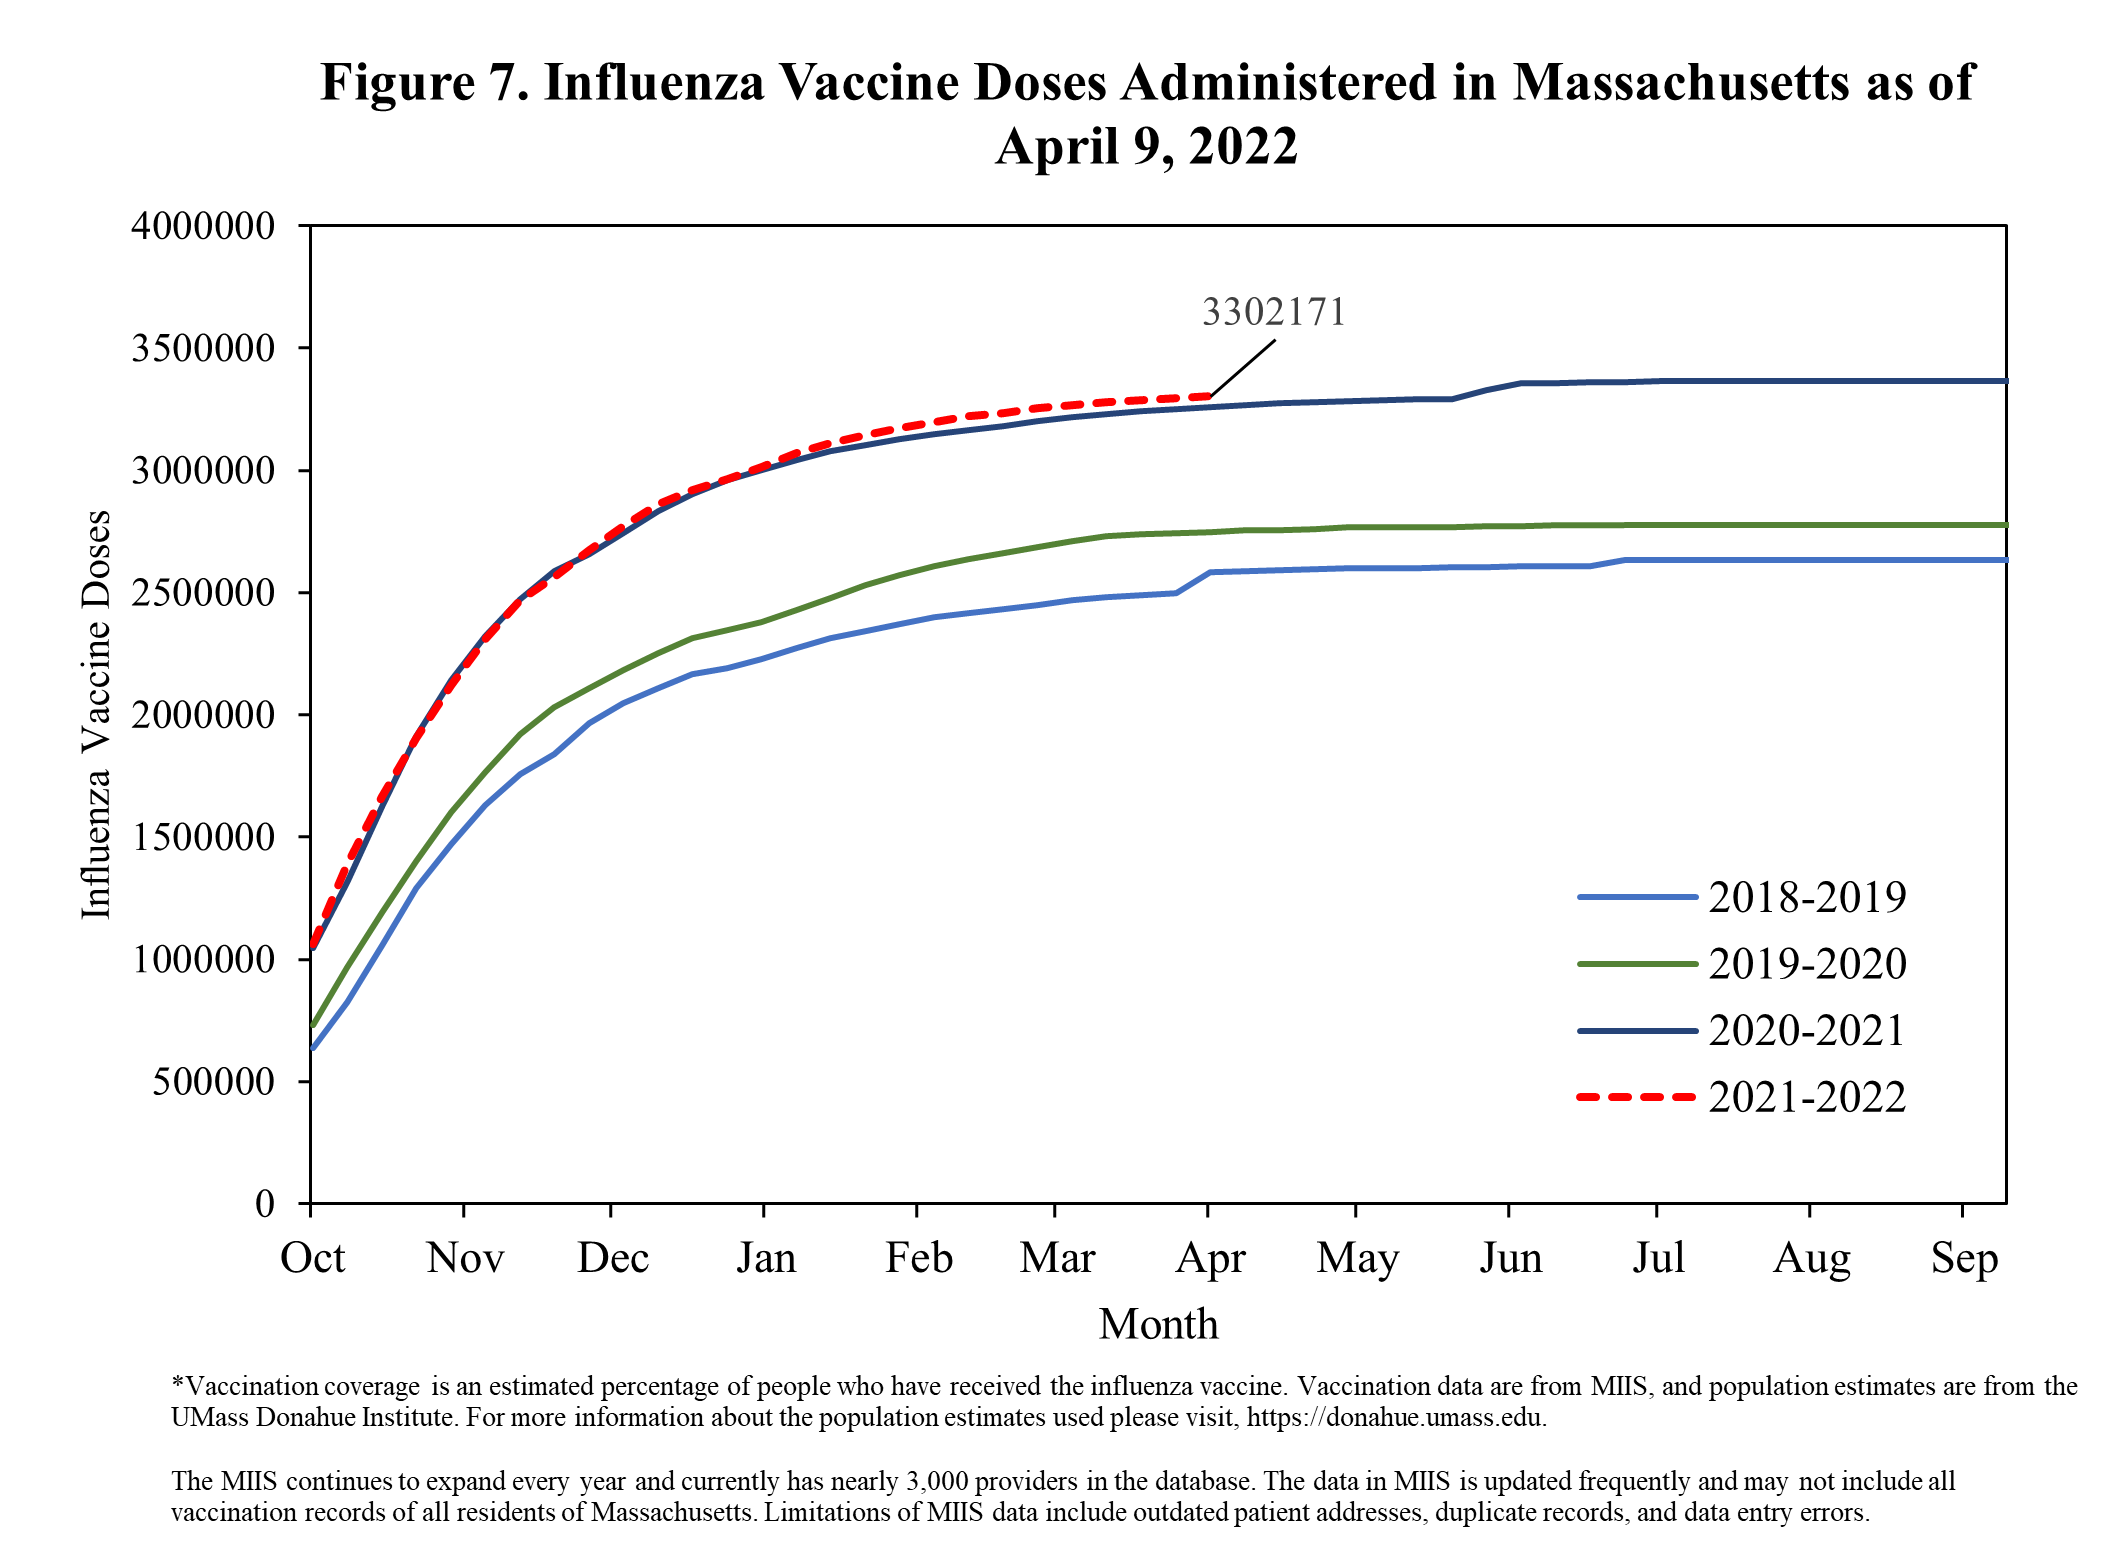 Figure 7. Influenza Vaccine Doses Administered in Massachusetts as of
April 9, 2022
4000000
3500000
3000000
2500000
2000000
1500000
1000000
500000
0
Influenza Vaccine Doses
3302171
2018-2019
2019-2020
2020-2021
2021-2022
Oct Nov Dec Jan Feb Mar Apr May Jun Jul Aug Sep
Month
*Vaccination coverage is an estimated percentage of people who have received the influenza vaccine. Vaccination data are from MIIS, and population estimates are from the
UMass Donahue Institute. For more information about the population estimates used please visit, https://donahue.umass.edu.
The MIIS continues to expand every year and currently has nearly 3,000 providers in the database. The data in MIIS is updated frequently and may not include all
vaccination records of all residents of Massachusetts. Limitations of MIIS data include outdated patient addresses, duplicate records, and data entry errors.